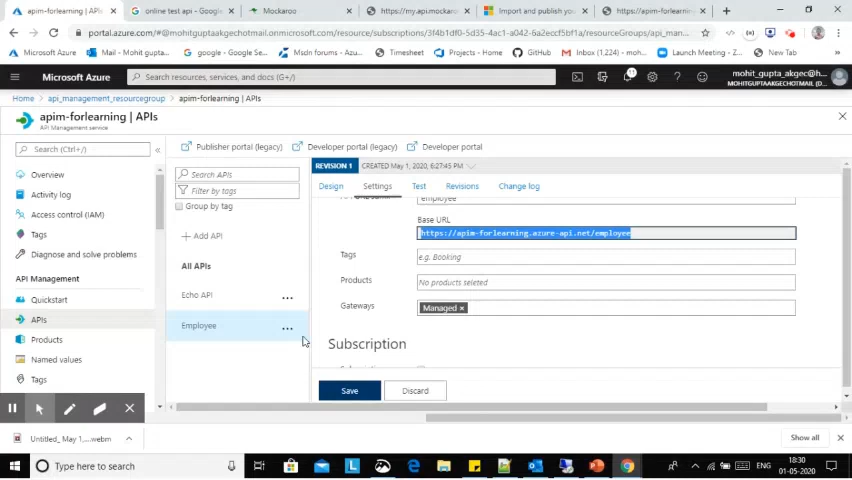 apim-forlearning | APIs
online test api - Google
Mockaroo
https://my.api.mockaroo
Import and publish you
https://apim-forlearnin
portal.azure.com/#@mohitguptaakgechotmail.onmicrosoft.com/resource/subscriptions/3f4b1df0-5d35-4ac1-a042-6a2eccf5da1c/resourceGroups/api_man...
Microsoft Azure
Mail - Mohit gupta...
google - Google Se...
Msdn forums - Azur...
Timesheet
Projects - Home
GitHub
Inbox (1,224) - moh...
Launch Meeting - Z...
New Tab
Microsoft Azure
Search resources, services, and docs (G+/)
11
mohit_gupta_akgec@h...
MOHITGUPTAAKGECHOTMAIL (D...
Home > api_management_resourcegroup > apim-forlearning | APIs
apim-forlearning | APIs
API Management service
Search (Ctrl+/)
Overview
Activity log
Access control (IAM)
Tags
Diagnose and solve problems
API Management
Quickstart
APIs
Products
Named values
Tags
Publisher portal (legacy)
Developer portal (legacy)
Developer portal
Search APIs
Filter by tags
Group by tag
Add API
All APIs
Echo API
Employee
REVISION 1
CREATED May 1, 2020, 6:27:45 PM
Design
Settings
Test
Revisions
Change log
employee
Base URL
https://apim-forlearning.azure-api.net/employee
Tags
e.g. Booking
Products
No products seleted
Gateways
Managed ×
Subscription
Save
Discard
Untitled_ May 1,....webm
Show all
Type here to search
ENG
18:30
01-05-2020